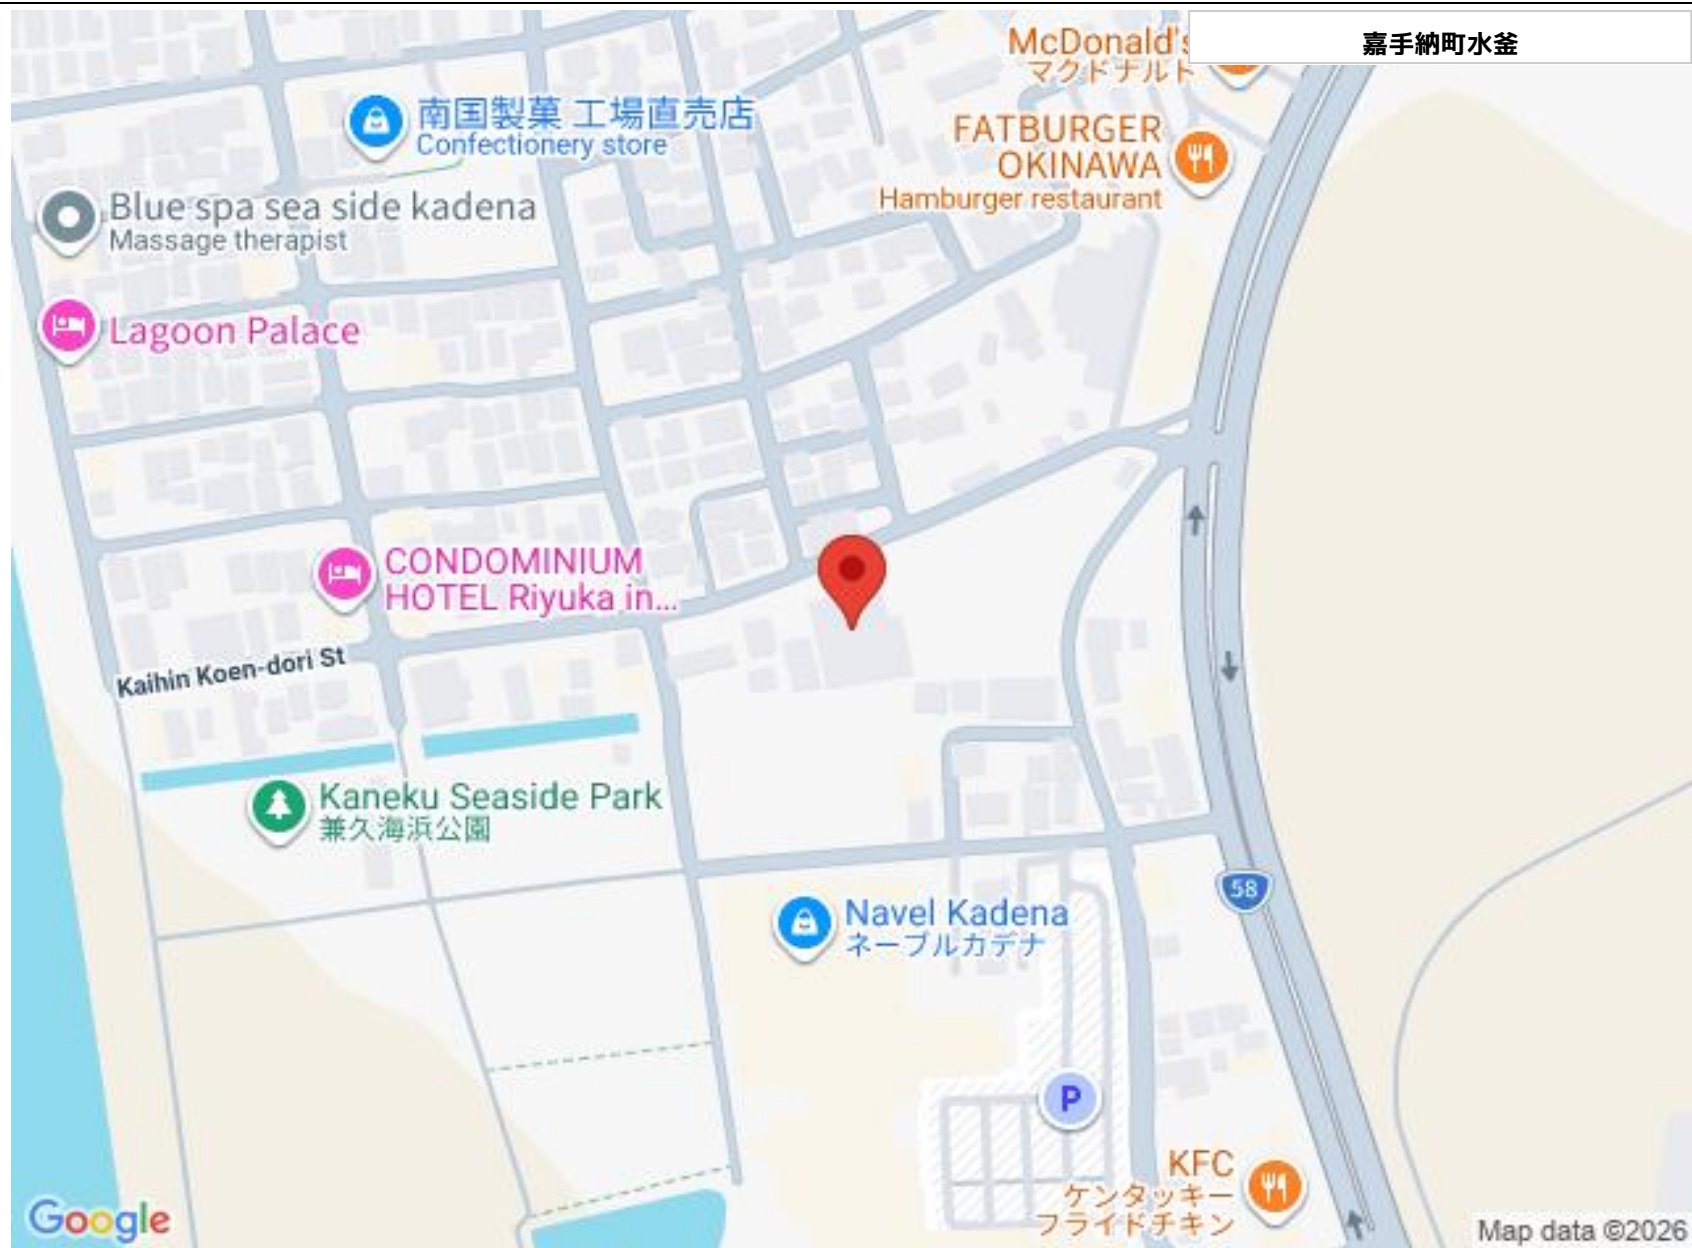 McDonald's
マクドナルド
嘉手納町水釜
南国製菓 工場直売店
Confectionery store
FATBURGER
OKINAWA
Hamburger restaurant
Blue spa sea side kadena
Massage therapist
Lagoon Palace
CONDOMINIUM
HOTEL Riyuka in...
Kaihin Koen-dori St
Kaneku Seaside Park
兼久海浜公園
58
Navel Kadena
ネーブルカデナ
P
KFC
ケンタッキー
フライドチキン
Google
Map data ©2026